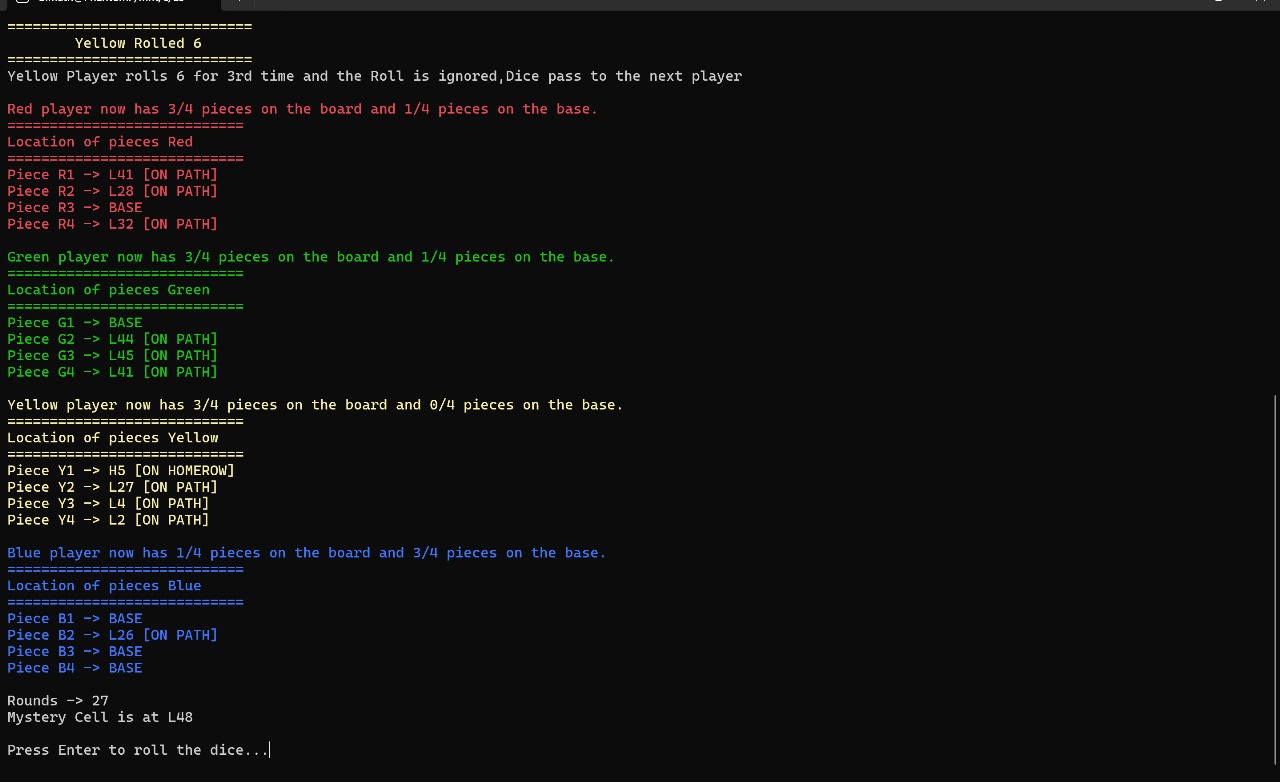 ============================
        Yellow Rolled 6
============================
Yellow Player rolls 6 for 3rd time and the Roll is ignored,Dice pass to the next player

Red player now has 3/4 pieces on the board and 1/4 pieces on the base.
============================
Location of pieces Red
============================
Piece R1 -> L41 [ON PATH]
Piece R2 -> L28 [ON PATH]
Piece R3 -> BASE
Piece R4 -> L32 [ON PATH]

Green player now has 3/4 pieces on the board and 1/4 pieces on the base.
============================
Location of pieces Green
============================
Piece G1 -> BASE
Piece G2 -> L44 [ON PATH]
Piece G3 -> L45 [ON PATH]
Piece G4 -> L41 [ON PATH]

Yellow player now has 3/4 pieces on the board and 0/4 pieces on the base.
============================
Location of pieces Yellow
============================
Piece Y1 -> H5 [ON HOMEROW]
Piece Y2 -> L27 [ON PATH]
Piece Y3 -> L4 [ON PATH]
Piece Y4 -> L2 [ON PATH]

Blue player now has 1/4 pieces on the board and 3/4 pieces on the base.
============================
Location of pieces Blue
============================
Piece B1 -> BASE
Piece B2 -> L26 [ON PATH]
Piece B3 -> BASE
Piece B4 -> BASE

Rounds -> 27
Mystery Cell is at L48

Press Enter to roll the dice...